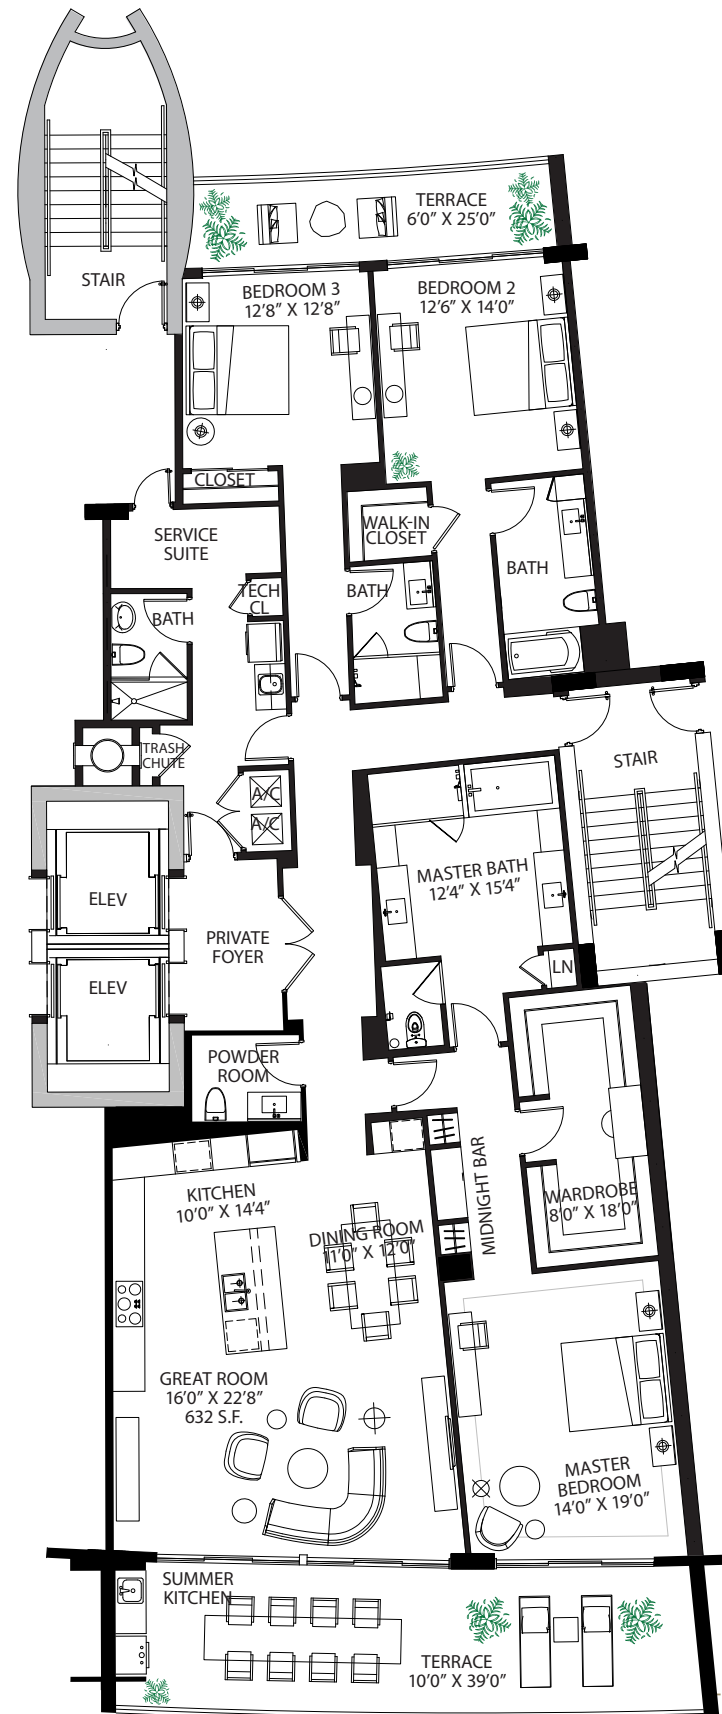 TERRACE
6’0” X 25’0”
STAIR
BEDROOM 3
12’8” X 12’8”
BEDROOM 2
12’6” X 14’0”
CLOSET
SERVICE
SUITE
WALK-IN
CLOSET
BATH
TECH
CL
BATH
BATH
TRASH
CHUTE
STAIR
A/C
A/C
MASTER BATH
12’4” X 15’4”
ELEV
PRIVATE
FOYER
LN
ELEV
POWDER
ROOM
MIDNIGHT BAR
KITCHEN
10’0” X 14’4”
WARDROBE
8’0” X 18’0”
DINING ROOM
11’0” X 12’0”
GREAT ROOM
16’0” X 22’8”
632 S.F.
MASTER
BEDROOM
14’0” X 19’0”
SUMMER
KITCHEN
TERRACE
10’0” X 39’0”